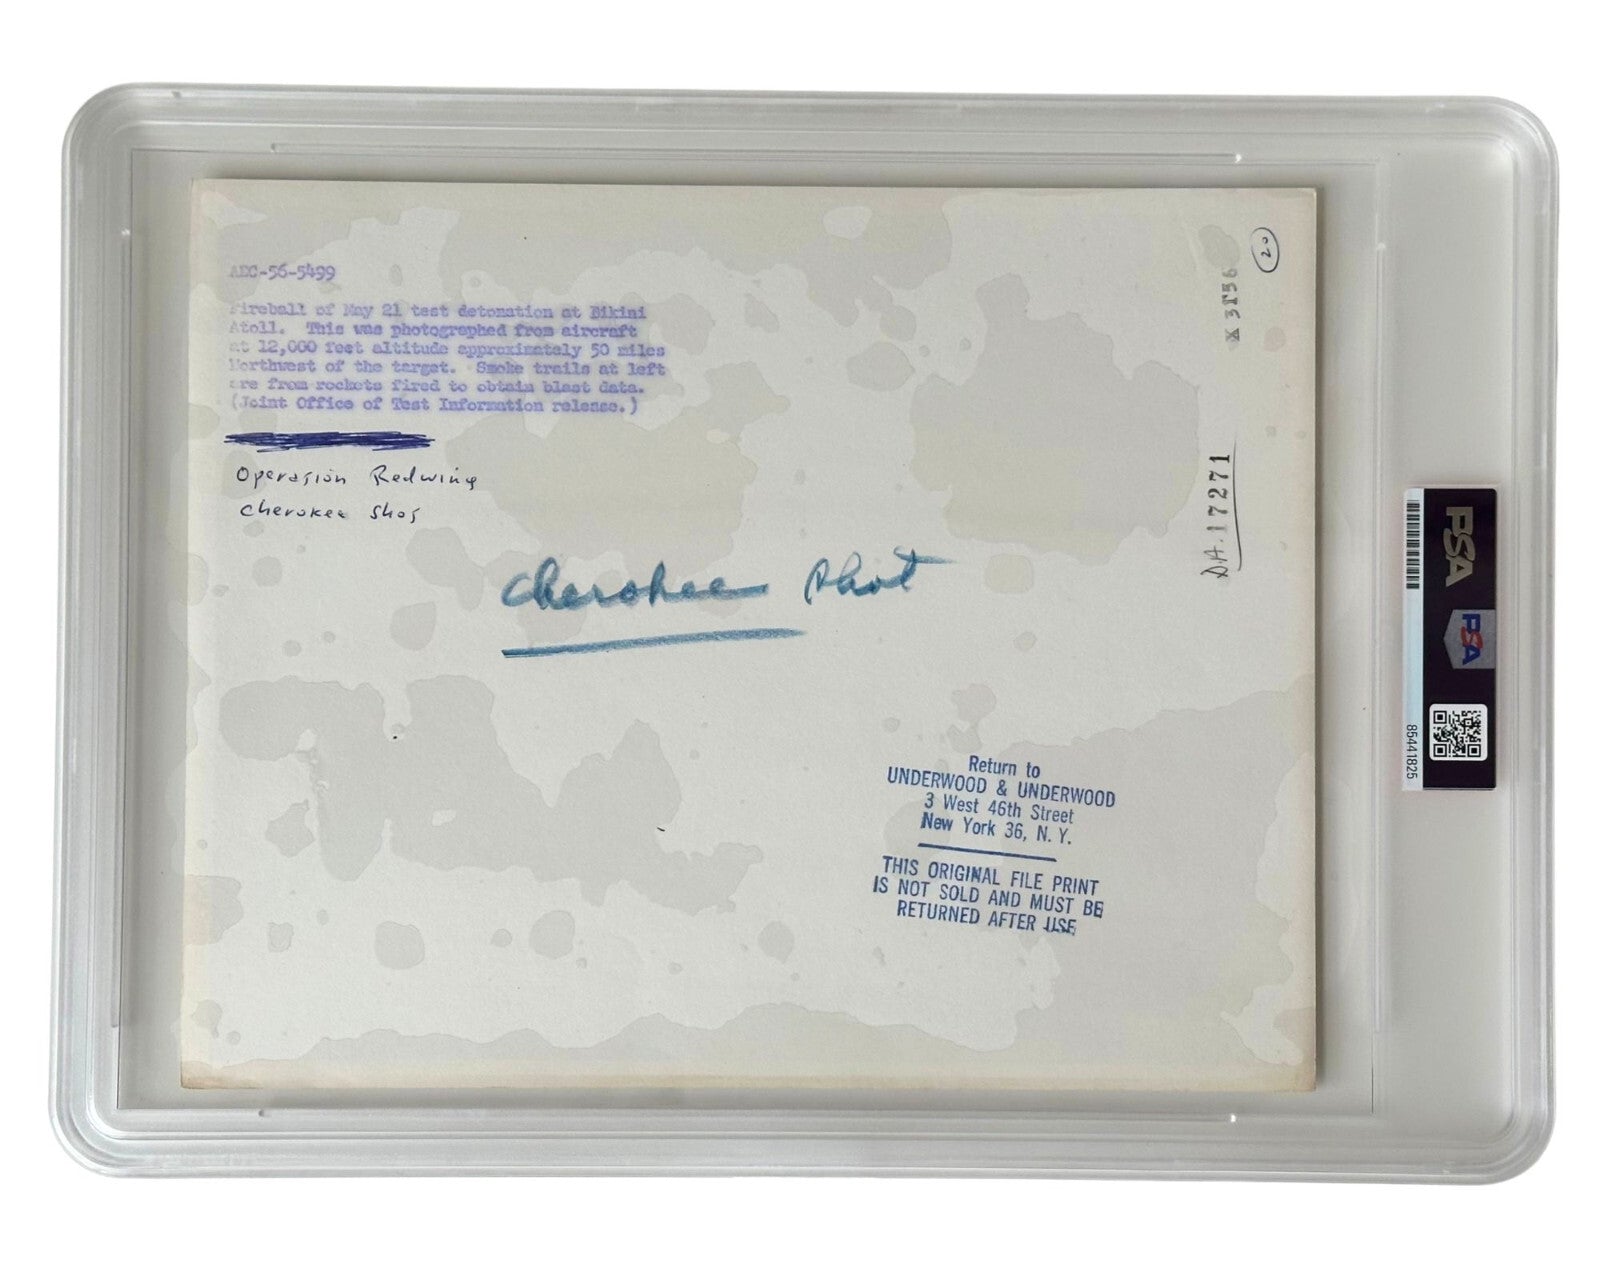 AEC-56-5499
Fireball of May 21 test detonation at Bikini
Atoll. This was photographed from aircraft
at 12,000 feet altitude approximately 50 miles
Northwest of the target. Smoke trails at left
are from rockets fired to obtain blast data.
(Joint Office of Test Information release.)
Operation Redwing
Cherokee Shot
Cherokee Shot
Return to
UNDERWOOD & UNDERWOOD
3 West 46th Street
New York 36, N. Y.
THIS ORIGINAL FILE PRINT
IS NOT SOLD AND MUST BE
RETURNED AFTER USE
20
X 3T56
D.A. 17271
PSA
PSA
85441825